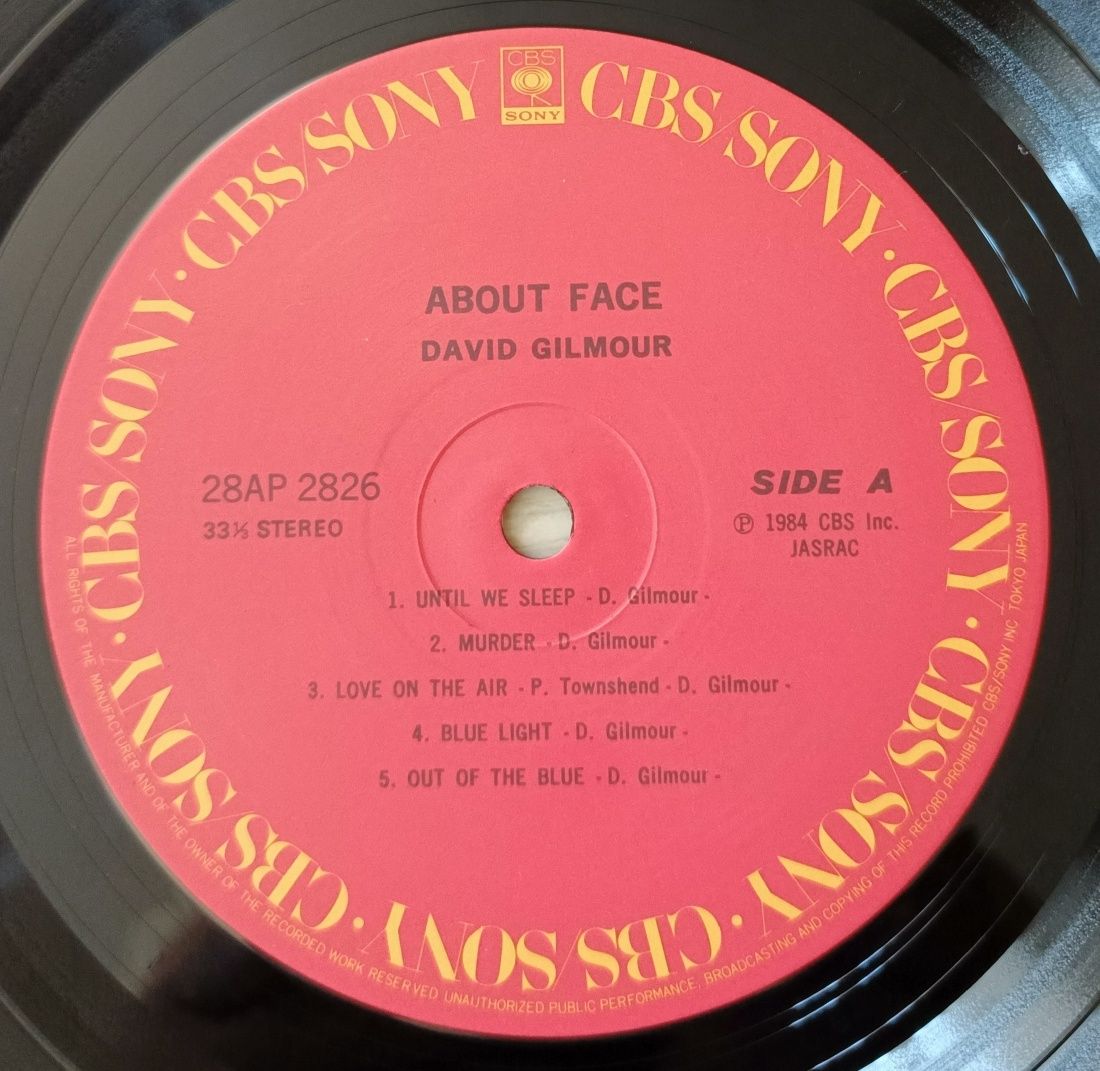 CBS
SONY
CBS/SONY · CBS/SONY · CBS/SONY · CBS/SONY · CBS/SONY · CBS/SONY · CBS/SONY · CBS/SONY
ABOUT FACE
DAVID GILMOUR
28AP 2826
33⅓ STEREO
SIDE A
Ⓟ 1984 CBS Inc.
JASRAC
1. UNTIL WE SLEEP - D. Gilmour -
2. MURDER - D. Gilmour -
3. LOVE ON THE AIR - P. Townshend - D. Gilmour -
4. BLUE LIGHT - D. Gilmour -
5. OUT OF THE BLUE - D. Gilmour -
ALL RIGHTS OF THE MANUFACTURER AND OF THE OWNER OF THE RECORDED WORK RESERVED UNAUTHORIZED PUBLIC PERFORMANCE, BROADCASTING AND COPYING OF THIS RECORD PROHIBITED CBS/SONY INC TOKYO JAPAN